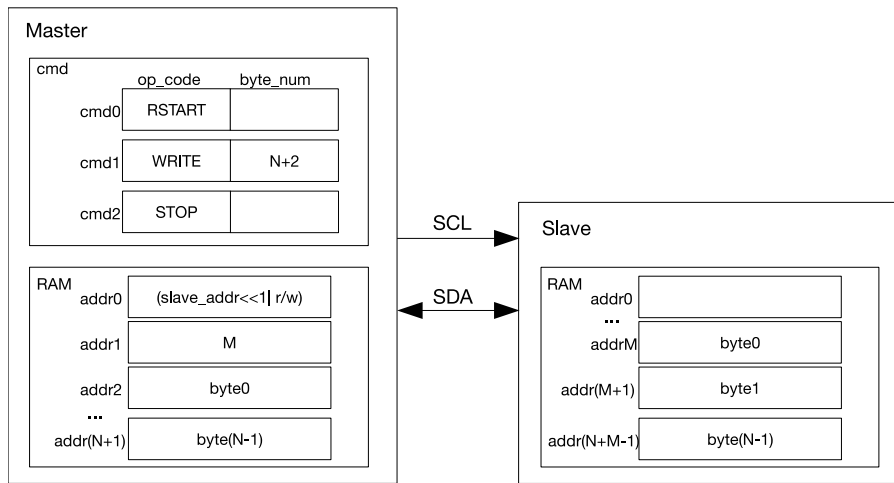 Master
cmd
op_code byte_num
cmd0 RSTART
cmd1 WRITE N+2
cmd2 STOP
RAM
addr0 (slave_addr<<1| r/w)
addr1 M
addr2 byte0
...
addr(N+1) byte(N-1)
SCL
SDA
Slave
RAM
addr0
...
addrM byte0
addr(M+1) byte1
addr(N+M-1) byte(N-1)